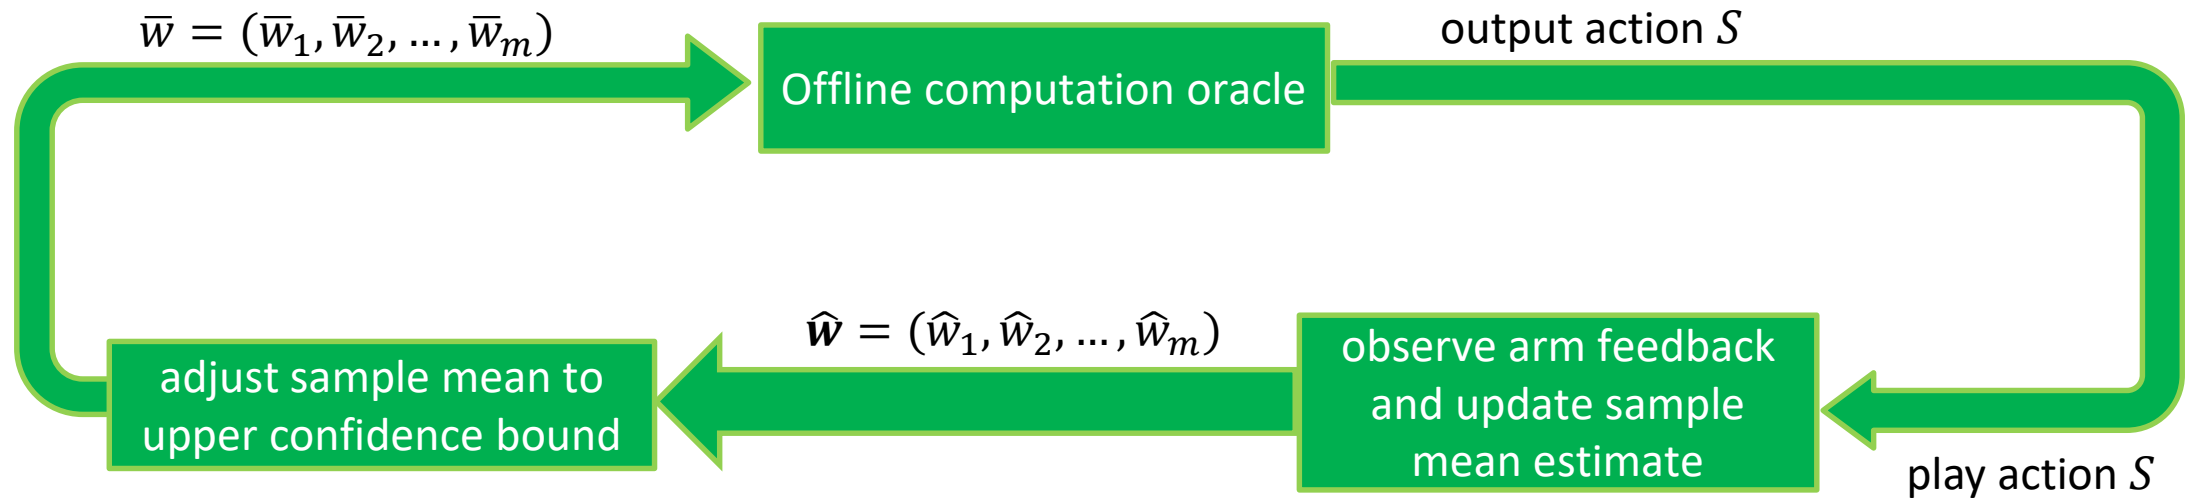 w̅ = (w̅₁, w̅₂, … , w̅ₘ)
output action S
Offline computation oracle
ŵ = (ŵ₁, ŵ₂, … , ŵₘ)
observe arm feedback
and update sample
mean estimate
adjust sample mean to
upper confidence bound
play action S